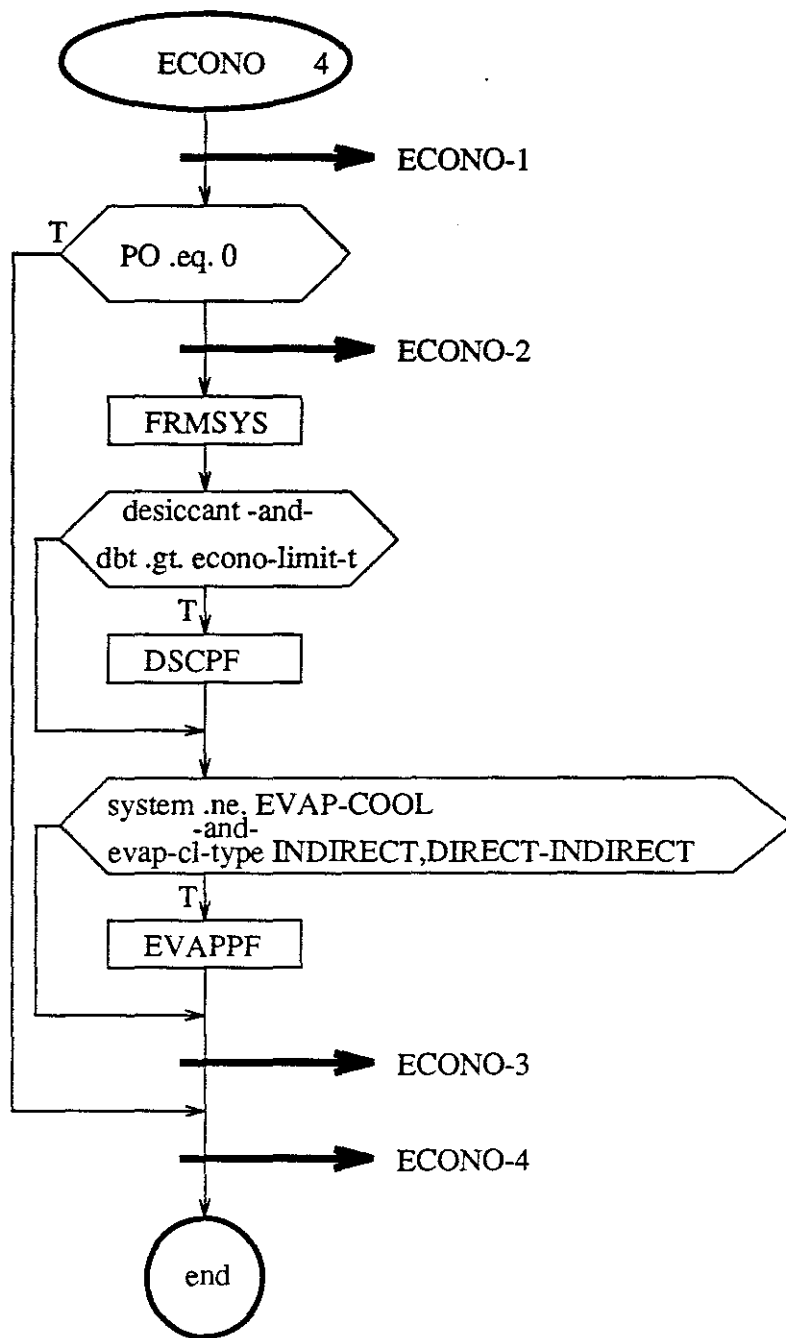 ECONO 4
ECONO-1
T
PO .eq. 0
ECONO-2
FRMSYS
desiccant -and-
dbt .gt. econo-limit-t
T
DSCPF
system .ne. EVAP-COOL
-and-
evap-cl-type INDIRECT,DIRECT-INDIRECT
T
EVAPPF
ECONO-3
ECONO-4
end